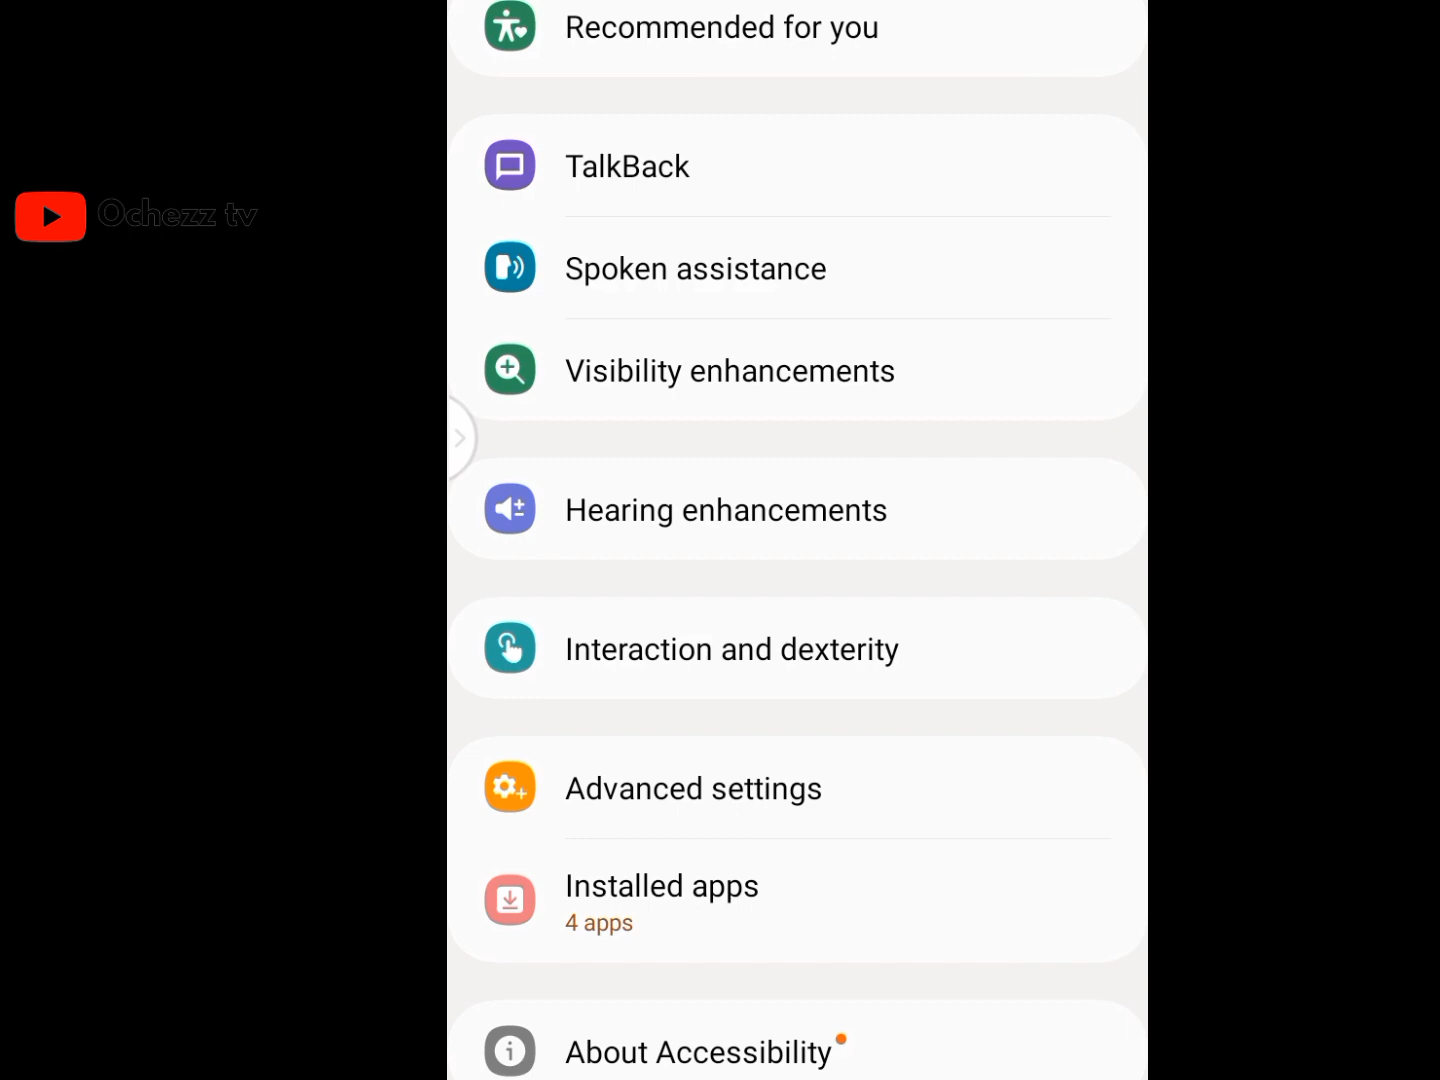 Recommended for you
TalkBack
Ochezz tv
Spoken assistance
Visibility enhancements
Hearing enhancements
Interaction and dexterity
Advanced settings
Installed apps
4 apps
About Accessibility